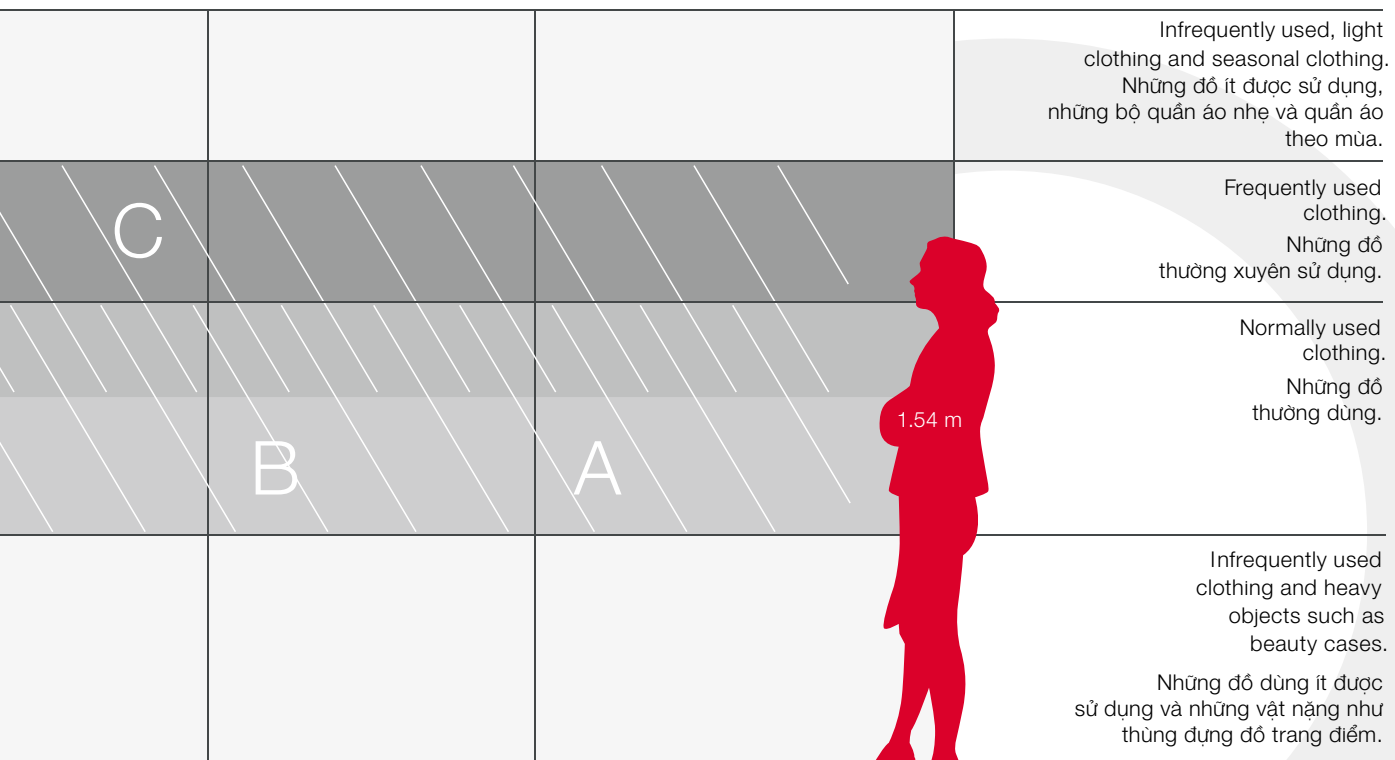 Infrequently used, light
clothing and seasonal clothing.
Những đồ ít được sử dụng,
những bộ quần áo nhẹ và quần áo
theo mùa.
C
Frequently used
clothing.
Những đồ
thường xuyên sử dụng.
Normally used
clothing.
Những đồ
thường dùng.
1.54 m
B
A
Infrequently used
clothing and heavy
objects such as
beauty cases.
Những đồ dùng ít được
sử dụng và những vật nặng như
thùng đựng đồ trang điểm.